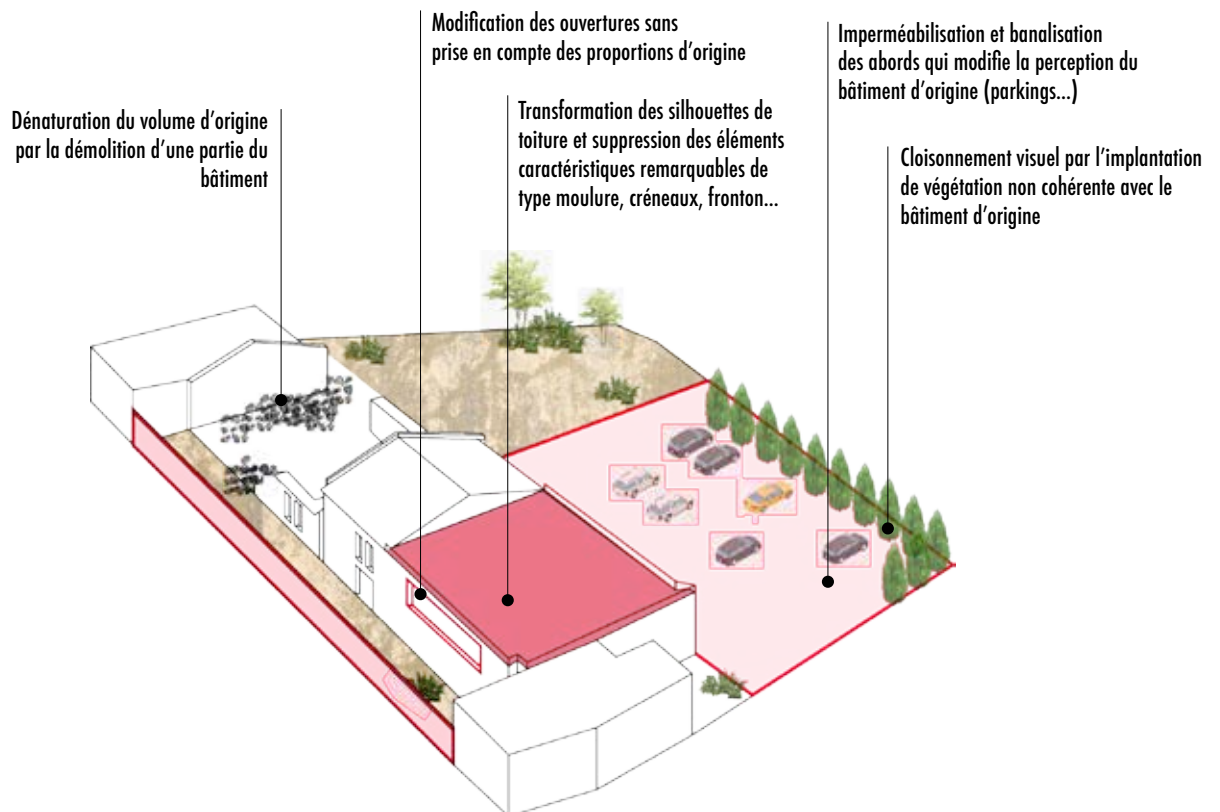 Modification des ouvertures sans
prise en compte des proportions d’origine
Imperméabilisation et banalisation
des abords qui modifie la perception du
bâtiment d’origine (parkings...)
Dénaturation du volume d’origine
par la démolition d’une partie du
bâtiment
Transformation des silhouettes de
toiture et suppression des éléments
caractéristiques remarquables de
type moulure, créneaux, fronton...
Cloisonnement visuel par l’implantation
de végétation non cohérente avec le
bâtiment d’origine